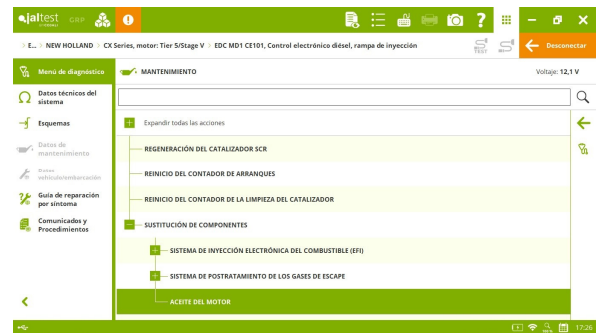 jaltest GRP
E... > NEW HOLLAND > CX Series, motor: Tier 5/Stage V > EDC MD1 CE101, Control electrónico diésel, rampa de inyección
TEST
Desconectar
Menú de diagnóstico
MANTENIMIENTO
Voltaje: 12,1 V
Datos técnicos del
sistema
Esquemas
Datos de
mantenimiento
vehículo/embarcación
Guía de reparación
por síntoma
Comunicados y
Procedimientos
Expandir todas las acciones
REGENERACIÓN DEL CATALIZADOR SCR
REINICIO DEL CONTADOR DE ARRANQUES
REINICIO DEL CONTADOR DE LA LIMPIEZA DEL CATALIZADOR
SUSTITUCIÓN DE COMPONENTES
SISTEMA DE INYECCIÓN ELECTRÓNICA DEL COMBUSTIBLE (EFI)
SISTEMA DE POSTRATAMIENTO DE LOS GASES DE ESCAPE
ACEITE DEL MOTOR
17:26